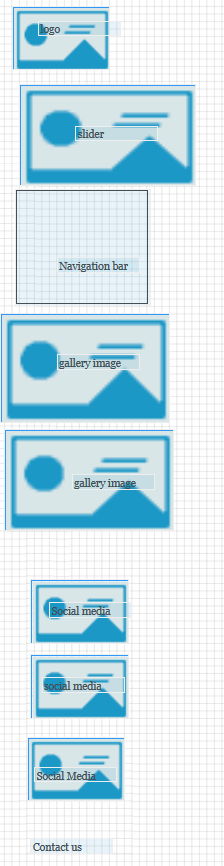 logo
slider
Navigation bar
gallery image
gallery image
Social media
social media
Social Media
Contact us